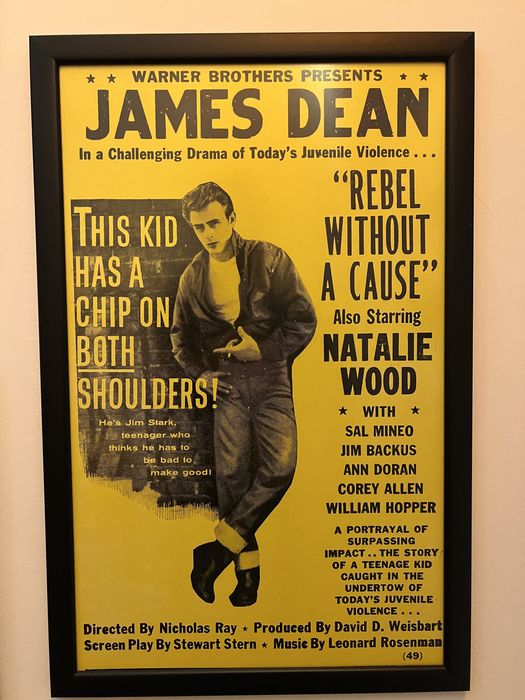 ★ ★ WARNER BROTHERS PRESENTS ★ ★
JAMES DEAN
In a Challenging Drama of Today's Juvenile Violence . . .
THIS KID
HAS A
CHIP ON
BOTH
SHOULDERS!
He's Jim Stark,
teenager who
thinks he has to
be bad to
make good!
"REBEL
WITHOUT
A CAUSE"
Also Starring
NATALIE
WOOD
★ WITH ★
SAL MINEO
JIM BACKUS
ANN DORAN
COREY ALLEN
WILLIAM HOPPER
A PORTRAYAL OF
SURPASSING
IMPACT . . THE STORY
OF A TEENAGE KID
CAUGHT IN THE
UNDERTOW OF
TODAY'S JUVENILE
VIOLENCE . . .
Directed By Nicholas Ray ★ Produced By David D. Weisbart
Screen Play By Stewart Stern ★ Music By Leonard Rosenman
(49)